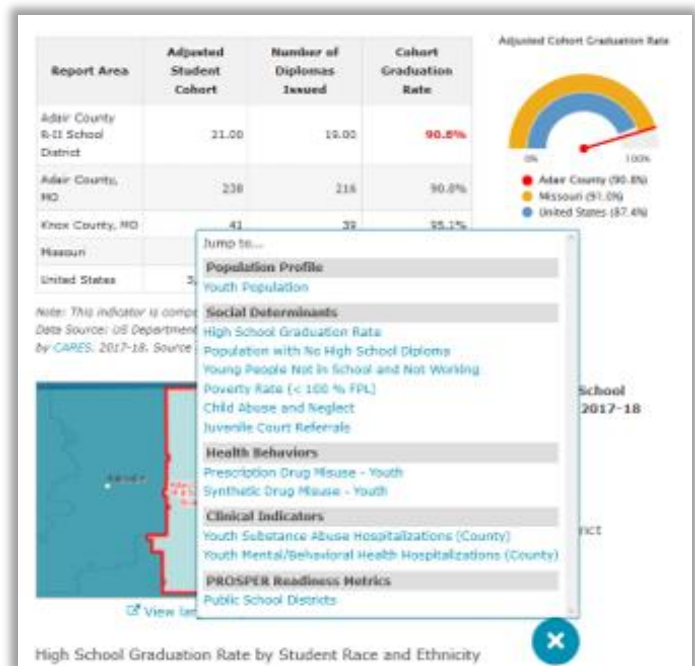 Report Area
Adjusted Student Cohort
Number of Diplomas Issued
Cohort Graduation Rate
Adair County R-II School District
21.00
19.00
90.8%
Adair County, MO
238
216
90.8%
Knox County, MO
41
39
95.1%
Missouri
United States
3,
Adjusted Cohort Graduation Rate
0%
100%
Adair County (90.8%)
Missouri (91.0%)
United States (87.4%)
Note: This indicator is compa
Data Source: US Department
by CARES. 2017-18. Source
Jump to...
Population Profile
Youth Population
Social Determinants
High School Graduation Rate
Population with No High School Diploma
Young People Not in School and Not Working
Poverty Rate (< 100 % FPL)
Child Abuse and Neglect
Juvenile Court Referrals
Health Behaviors
Prescription Drug Misuse - Youth
Synthetic Drug Misuse - Youth
Clinical Indicators
Youth Substance Abuse Hospitalizations (County)
Youth Mental/Behavioral Health Hospitalizations (County)
PROSPER Readiness Metrics
Public School Districts
School
2017-18
rict
View lar
High School Graduation Rate by Student Race and Ethnicity